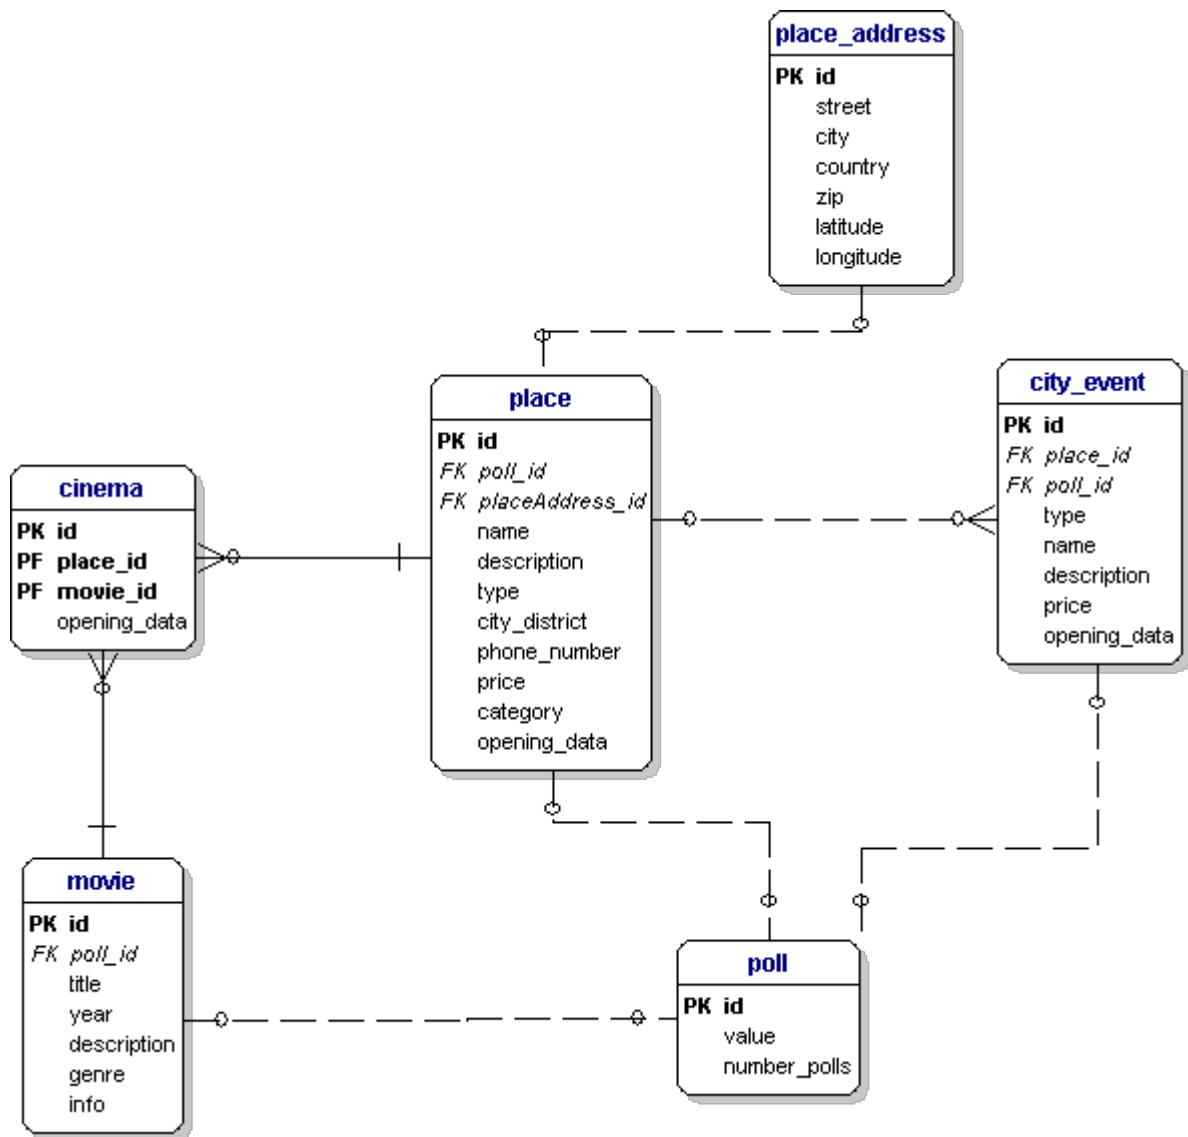 place_address
PK id
street
city
country
zip
latitude
longitude
place
PK id
FK poll_id
FK placeAddress_id
name
description
type
city_district
phone_number
price
category
opening_data
city_event
PK id
FK place_id
FK poll_id
type
name
description
price
opening_data
cinema
PK id
PF place_id
PF movie_id
opening_data
movie
PK id
FK poll_id
title
year
description
genre
info
poll
PK id
value
number_polls